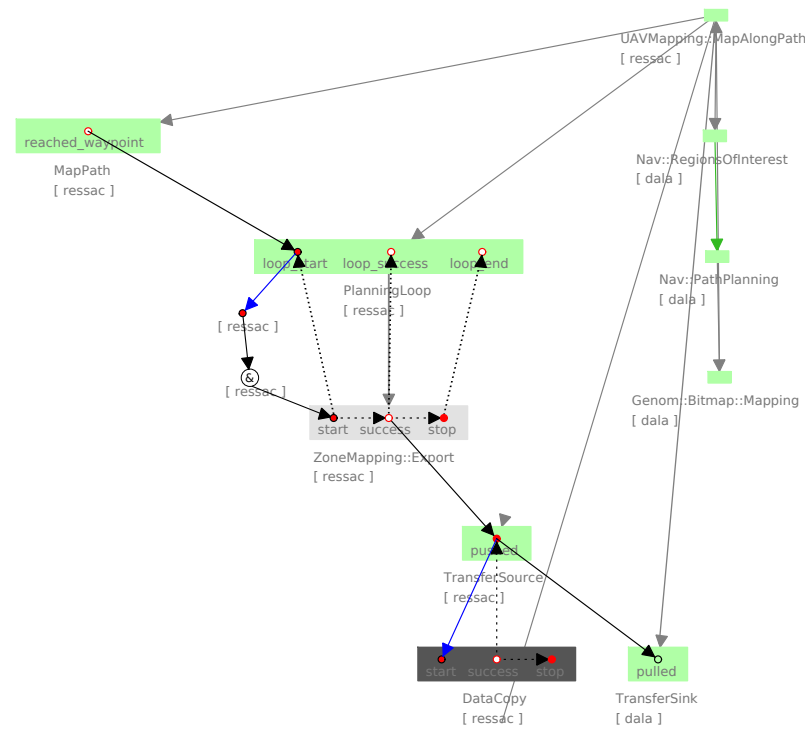 UAVMapping::MapAlongPath
[ ressac ]
reached_waypoint
MapPath
[ ressac ]
Nav::RegionsOfInterest
[ dala ]
loop_start loop_success loop_end
PlanningLoop
[ ressac ]
Nav::PathPlanning
[ dala ]
[ ressac ]
&
[ ressac ]
Genom::Bitmap::Mapping
[ dala ]
start success stop
ZoneMapping::Export
[ ressac ]
pushed
TransferSource
[ ressac ]
start success stop
DataCopy
[ ressac ]
pulled
TransferSink
[ dala ]